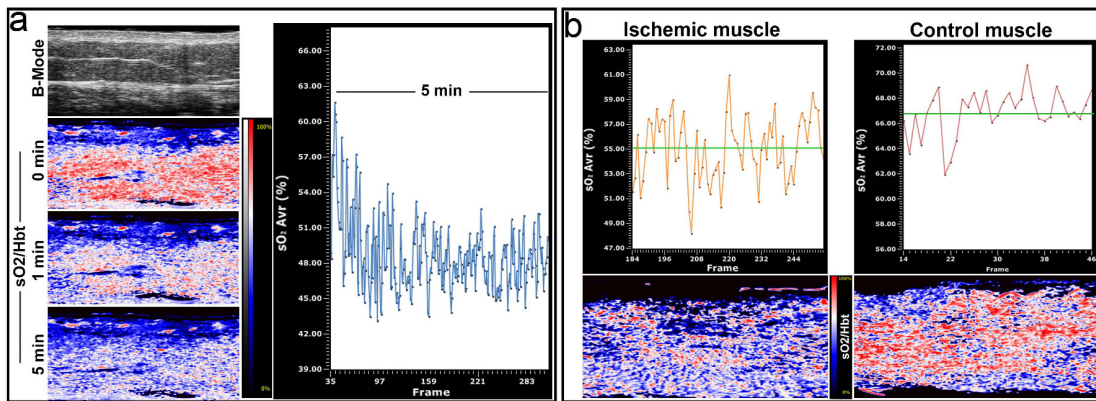 a
B-Mode
sO2/Hbt
0 min
1 min
5 min
100%
0%
5 min
sO₂ Avr (%)
69.00
66.00
63.00
60.00
57.00
54.00
51.00
48.00
45.00
42.00
39.00
35 97 159 221 283
Frame
b
Ischemic muscle
sO₂ Avr (%)
63.00
61.00
59.00
57.00
55.00
53.00
51.00
49.00
47.00
184 196 208 220 232 244
Frame
Control muscle
sO₂ Avr (%)
72.00
70.00
68.00
66.00
64.00
62.00
60.00
58.00
56.00
14 22 30 38 46
Frame
100%
sO2/Hbt
0%